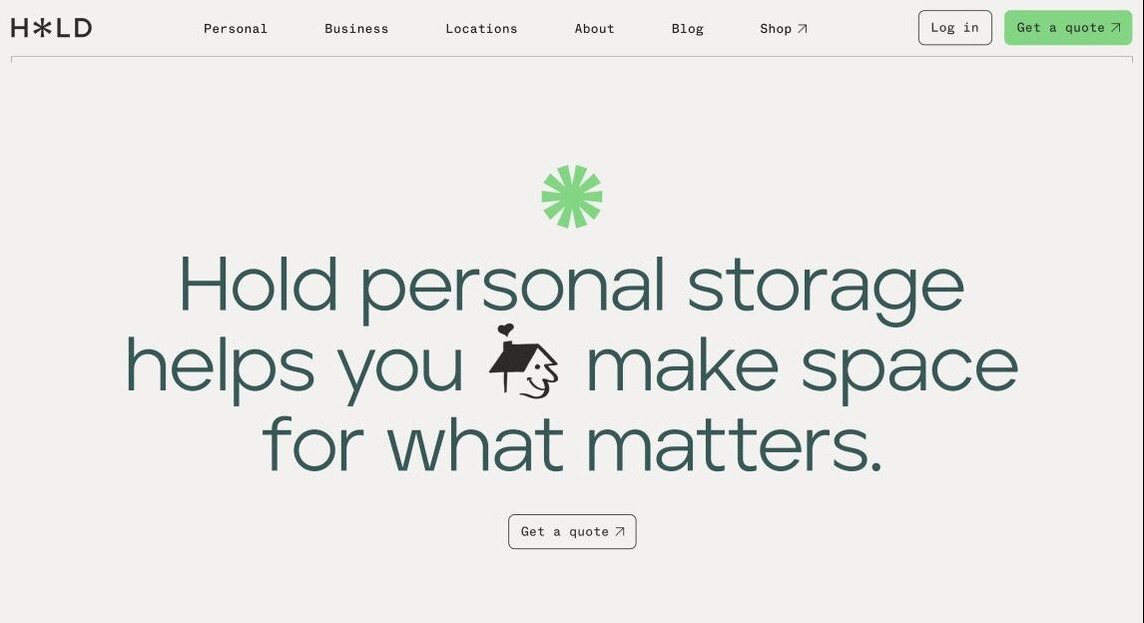 H*LD
Personal Business Locations About Blog Shop Log in Get a quote
Hold personal storage
helps you make space
for what matters.
Get a quote